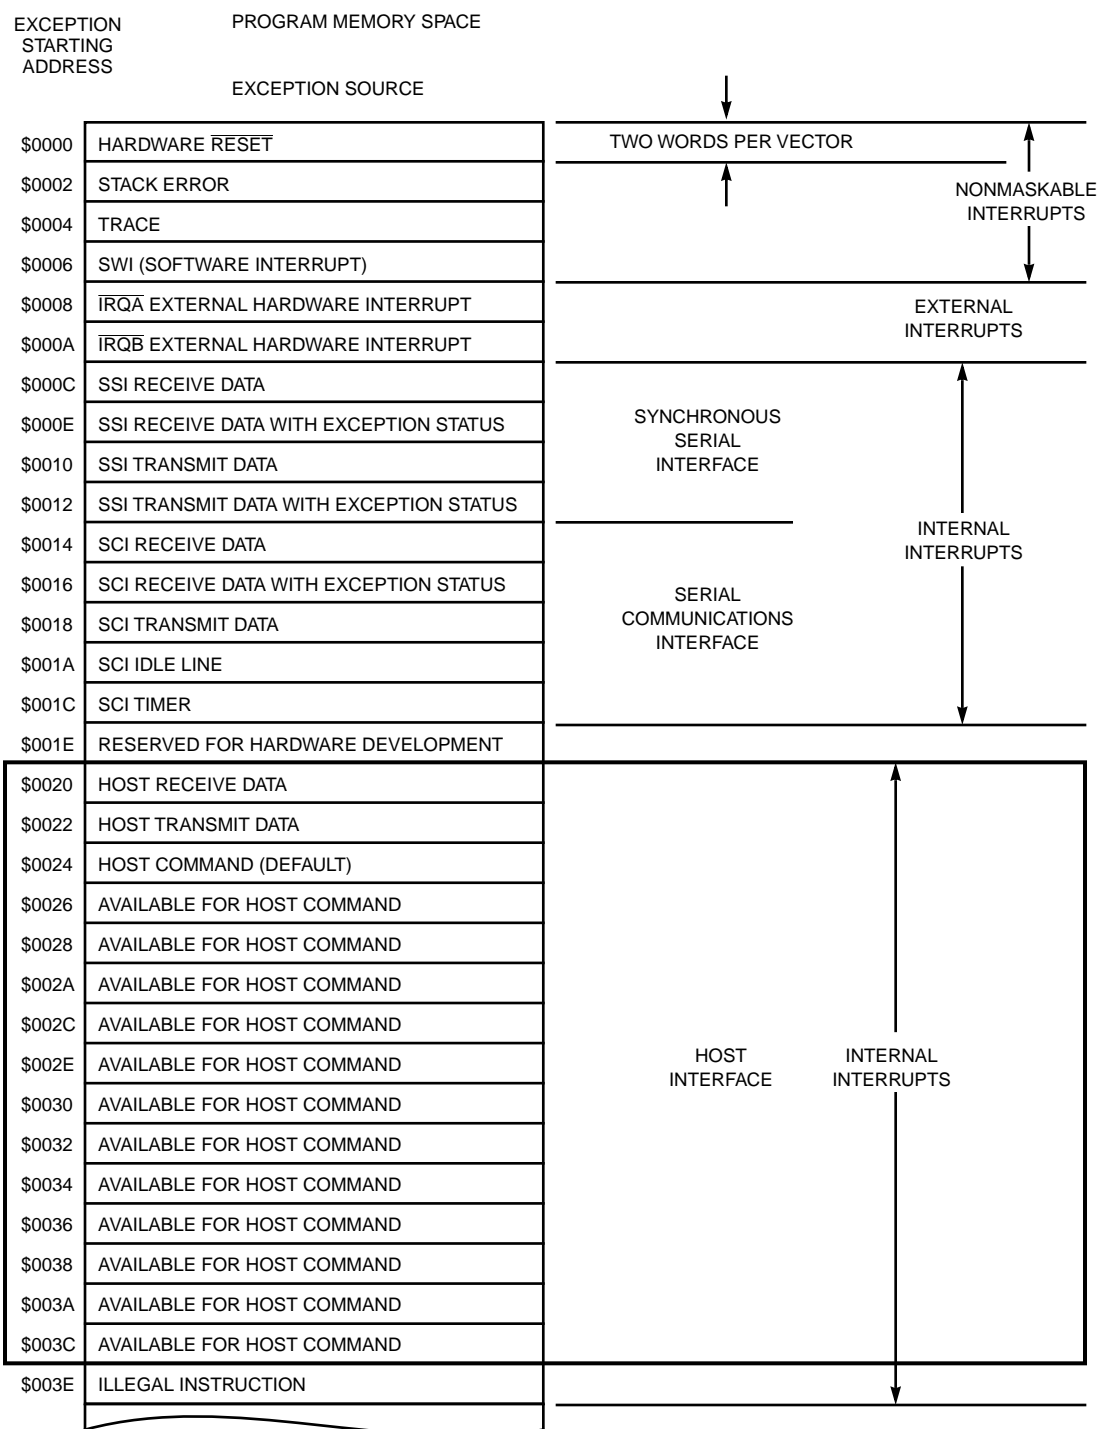 EXCEPTION
STARTING
ADDRESS
PROGRAM MEMORY SPACE
EXCEPTION SOURCE
$0000 HARDWARE RESET
$0002 STACK ERROR
$0004 TRACE
$0006 SWI (SOFTWARE INTERRUPT)
$0008 IRQA EXTERNAL HARDWARE INTERRUPT
$000A IRQB EXTERNAL HARDWARE INTERRUPT
$000C SSI RECEIVE DATA
$000E SSI RECEIVE DATA WITH EXCEPTION STATUS
$0010 SSI TRANSMIT DATA
$0012 SSI TRANSMIT DATA WITH EXCEPTION STATUS
$0014 SCI RECEIVE DATA
$0016 SCI RECEIVE DATA WITH EXCEPTION STATUS
$0018 SCI TRANSMIT DATA
$001A SCI IDLE LINE
$001C SCI TIMER
$001E RESERVED FOR HARDWARE DEVELOPMENT
$0020 HOST RECEIVE DATA
$0022 HOST TRANSMIT DATA
$0024 HOST COMMAND (DEFAULT)
$0026 AVAILABLE FOR HOST COMMAND
$0028 AVAILABLE FOR HOST COMMAND
$002A AVAILABLE FOR HOST COMMAND
$002C AVAILABLE FOR HOST COMMAND
$002E AVAILABLE FOR HOST COMMAND
$0030 AVAILABLE FOR HOST COMMAND
$0032 AVAILABLE FOR HOST COMMAND
$0034 AVAILABLE FOR HOST COMMAND
$0036 AVAILABLE FOR HOST COMMAND
$0038 AVAILABLE FOR HOST COMMAND
$003A AVAILABLE FOR HOST COMMAND
$003C AVAILABLE FOR HOST COMMAND
$003E ILLEGAL INSTRUCTION
TWO WORDS PER VECTOR
NONMASKABLE
INTERRUPTS
EXTERNAL
INTERRUPTS
SYNCHRONOUS
SERIAL
INTERFACE
INTERNAL
INTERRUPTS
SERIAL
COMMUNICATIONS
INTERFACE
HOST
INTERFACE
INTERNAL
INTERRUPTS